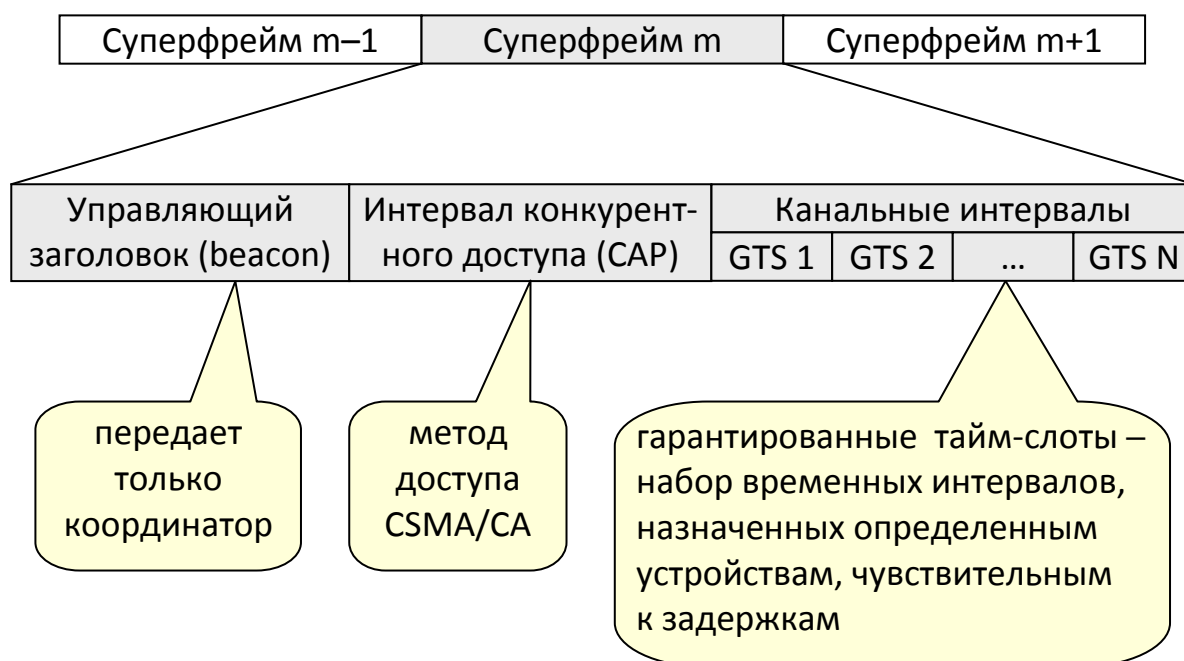 Суперфрейм m–1 Суперфрейм m Суперфрейм m+1
Управляющий
заголовок (beacon)
Интервал конкурент-
ного доступа (CAP)
Канальные интервалы
GTS 1 GTS 2 ... GTS N
передает
только
координатор
метод
доступа
CSMA/CA
гарантированные тайм-слоты –
набор временных интервалов,
назначенных определенным
устройствам, чувствительным
к задержкам